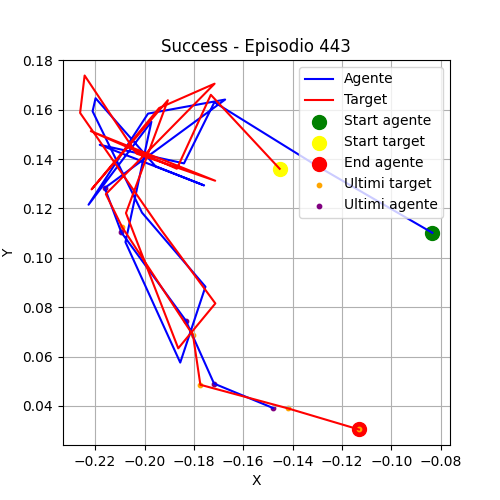 Success - Episodio 443
Agente
Target
Start agente
Start target
End agente
Ultimi target
Ultimi agente
Y
0.18
0.16
0.14
0.12
0.10
0.08
0.06
0.04
−0.22 −0.20 −0.18 −0.16 −0.14 −0.12 −0.10 −0.08
X